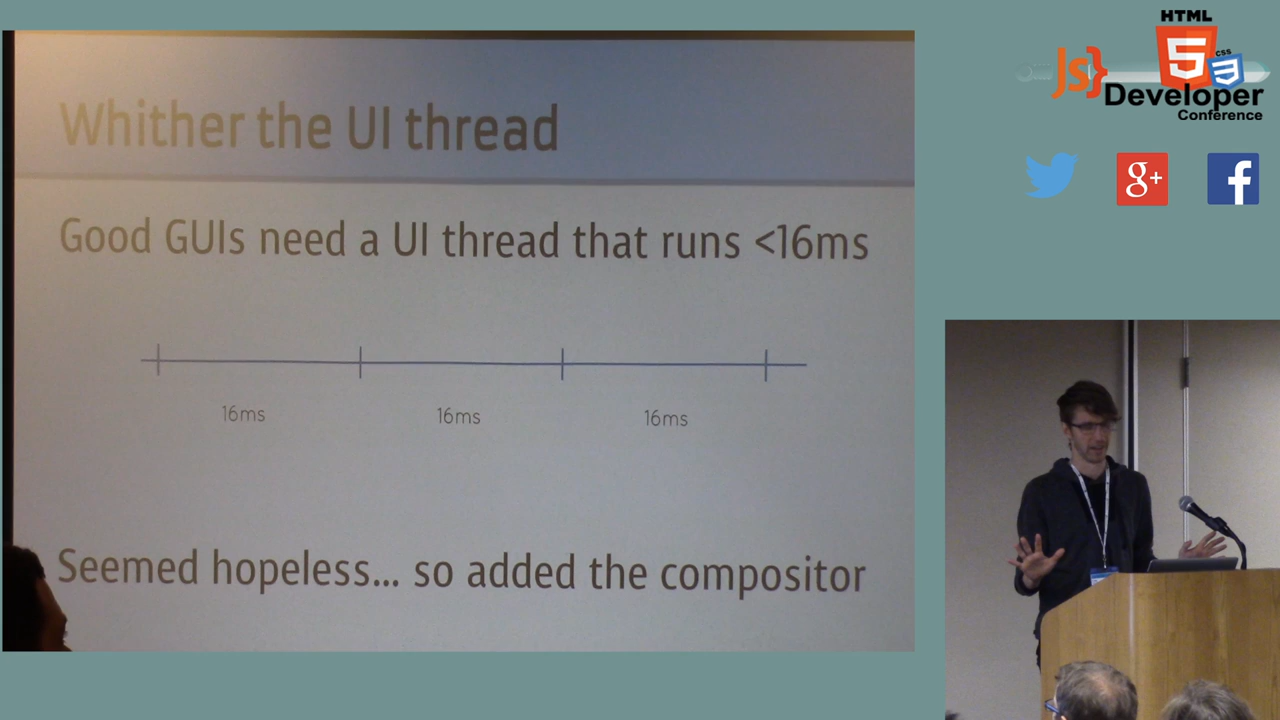 Whither the UI thread
Good GUIs need a UI thread that runs <16ms
16ms 16ms 16ms
Seemed hopeless... so added the compositor
HTML
5
css
3
JS}
Developer
Conference
g+
f